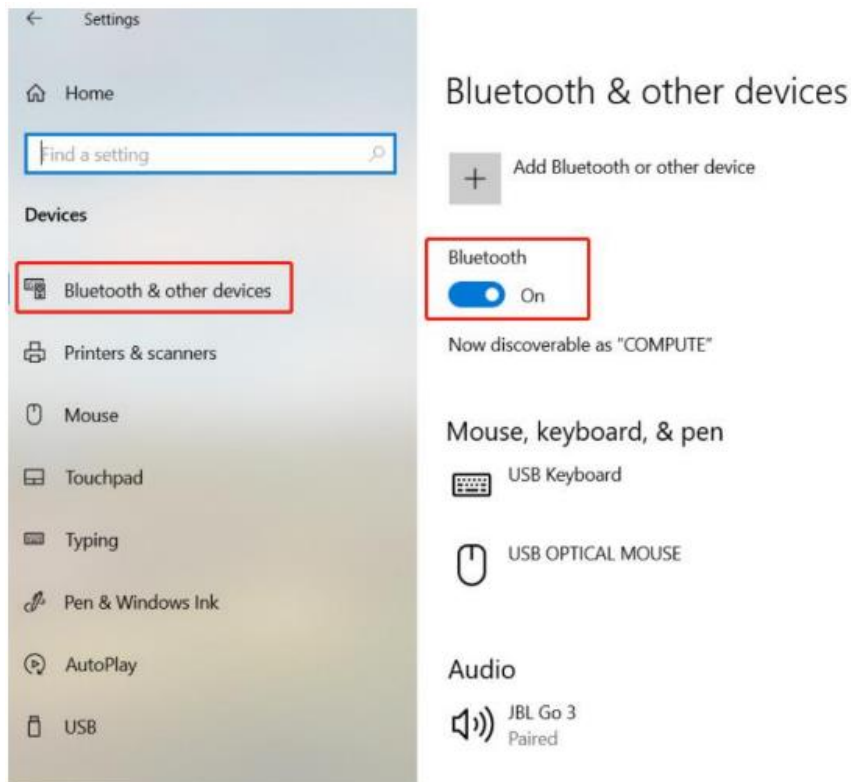 Settings
Home
Find a setting
Devices
Bluetooth & other devices
Printers & scanners
Mouse
Touchpad
Typing
Pen & Windows Ink
AutoPlay
USB
Bluetooth & other devices
Add Bluetooth or other device
Bluetooth
On
Now discoverable as "COMPUTE"
Mouse, keyboard, & pen
USB Keyboard
USB OPTICAL MOUSE
Audio
JBL Go 3
Paired